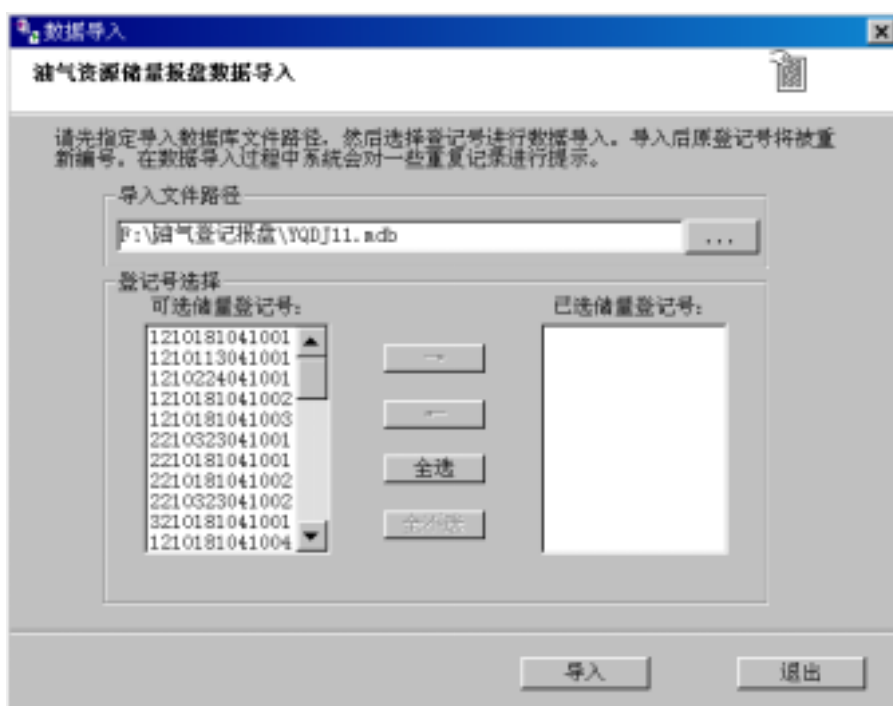 数据导入
油气资源储量报盘数据导入
请先指定导入数据库文件路径，然后选择登记号进行数据导入。导入后原登记号将被重
新编号。在数据导入过程中系统会对一些重复记录进行提示。
导入文件路径
F:\油气登记报盘\YQDJ11.mdb
...
登记号选择
可选储量登记号:
已选储量登记号:
1210181041001
1210113041001
1210224041001
1210181041002
1210181041003
2210323041001
2210181041001
2210181041002
2210323041002
3210181041001
1210181041004
→
←
全选
全不选
导入
退出